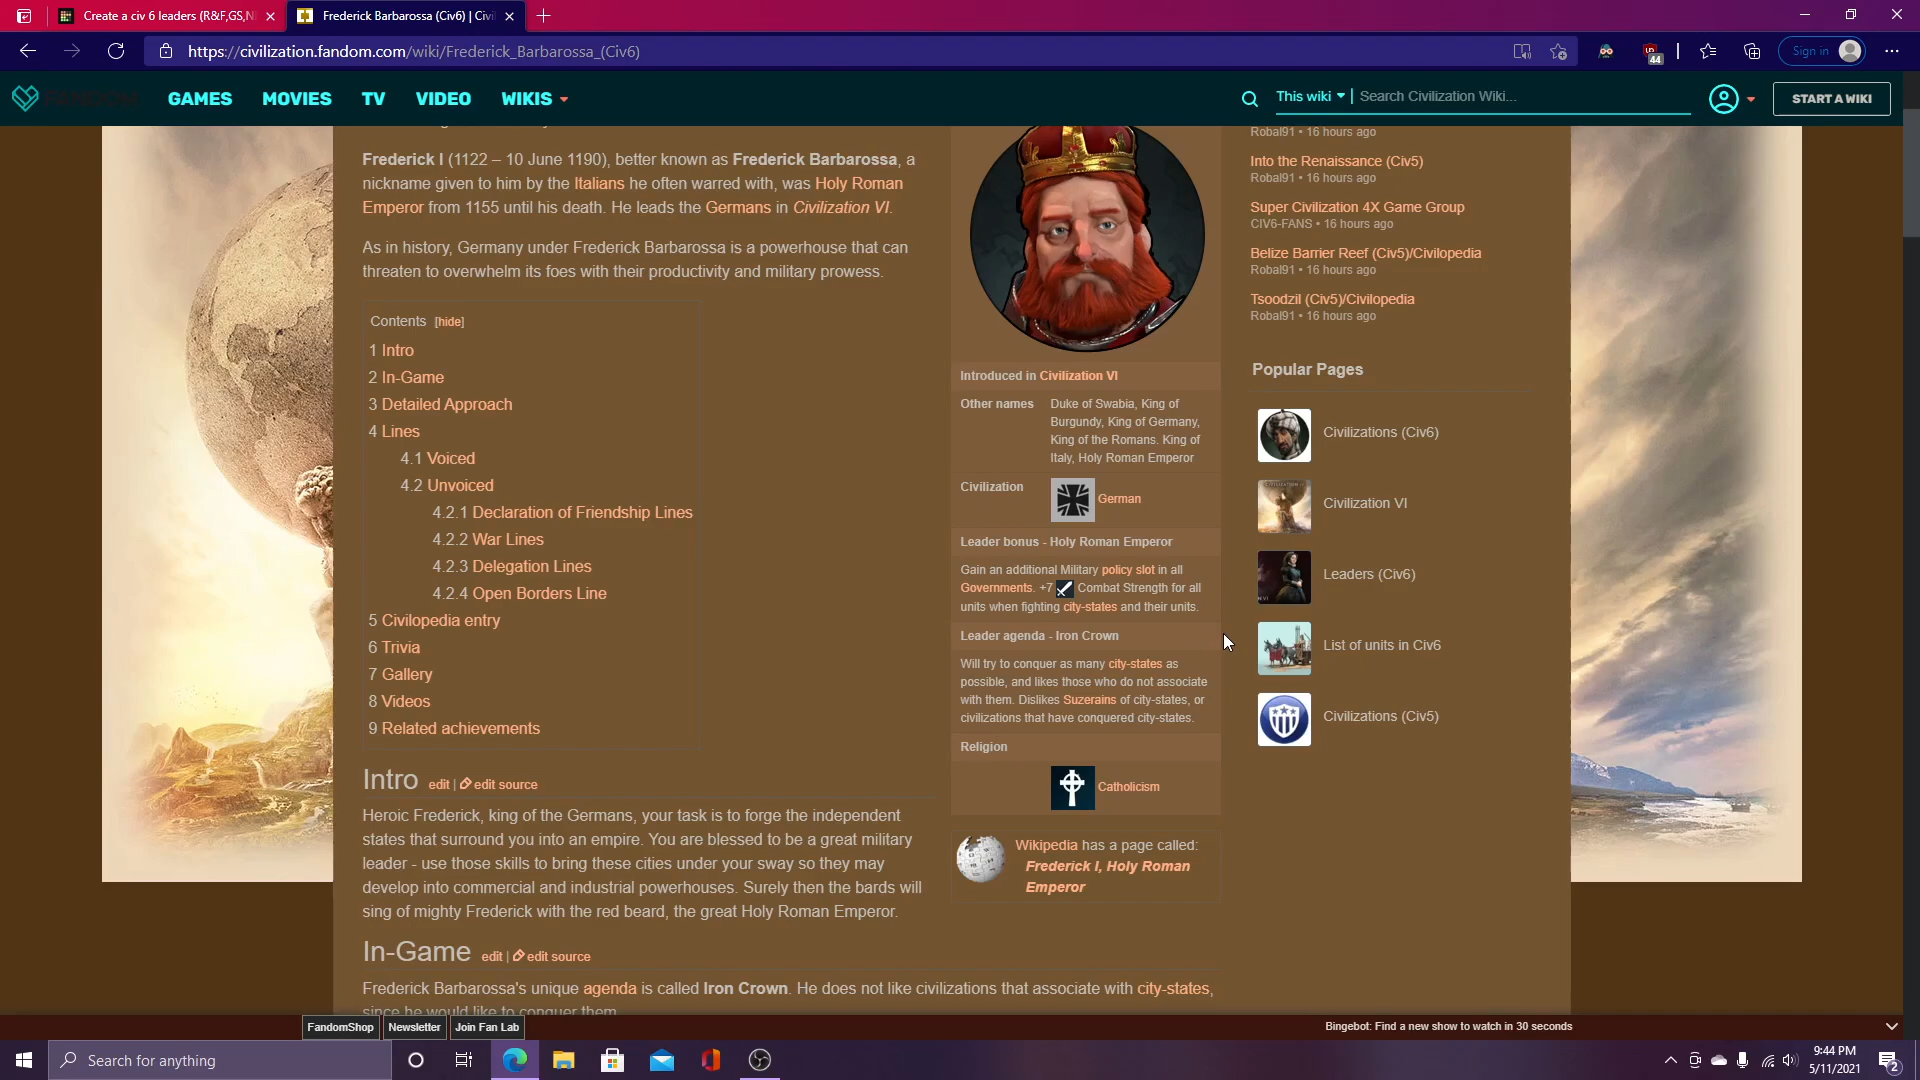 Create a civ 6 leaders (R&F,GS,N
Frederick Barbarossa (Civ6) | Civi
https://civilization.fandom.com/wiki/Frederick_Barbarossa_(Civ6)
44
Sign in
GAMES MOVIES TV VIDEO WIKIS
This wiki
Search Civilization Wiki...
START A WIKI
Frederick I (1122 – 10 June 1190), better known as Frederick Barbarossa, a
nickname given to him by the Italians he often warred with, was Holy Roman
Emperor from 1155 until his death. He leads the Germans in Civilization VI.
As in history, Germany under Frederick Barbarossa is a powerhouse that can
threaten to overwhelm its foes with their productivity and military prowess.
Contents [hide]
1 Intro
2 In-Game
3 Detailed Approach
4 Lines
4.1 Voiced
4.2 Unvoiced
4.2.1 Declaration of Friendship Lines
4.2.2 War Lines
4.2.3 Delegation Lines
4.2.4 Open Borders Line
5 Civilopedia entry
6 Trivia
7 Gallery
8 Videos
9 Related achievements
Intro edit | edit source
Heroic Frederick, king of the Germans, your task is to forge the independent
states that surround you into an empire. You are blessed to be a great military
leader - use those skills to bring these cities under your sway so they may
develop into commercial and industrial powerhouses. Surely then the bards will
sing of mighty Frederick with the red beard, the great Holy Roman Emperor.
In-Game edit | edit source
Frederick Barbarossa's unique agenda is called Iron Crown. He does not like civilizations that associate with city-states,
since he would like to conquer them.
Introduced in Civilization VI
Other names
Duke of Swabia, King of
Burgundy, King of Germany,
King of the Romans. King of
Italy, Holy Roman Emperor
Civilization
German
Leader bonus - Holy Roman Emperor
Gain an additional Military policy slot in all
Governments. +7 Combat Strength for all
units when fighting city-states and their units.
Leader agenda - Iron Crown
Will try to conquer as many city-states as
possible, and likes those who do not associate
with them. Dislikes Suzerains of city-states, or
civilizations that have conquered city-states.
Religion
Catholicism
Wikipedia has a page called:
Frederick I, Holy Roman
Emperor
Robal91 • 16 hours ago
Into the Renaissance (Civ5)
Robal91 • 16 hours ago
Super Civilization 4X Game Group
CIV6-FANS • 16 hours ago
Belize Barrier Reef (Civ5)/Civilopedia
Robal91 • 16 hours ago
Tsoodzil (Civ5)/Civilopedia
Robal91 • 16 hours ago
Popular Pages
Civilizations (Civ6)
Civilization VI
Leaders (Civ6)
List of units in Civ6
Civilizations (Civ5)
FandomShop Newsletter Join Fan Lab
Bingebot: Find a new show to watch in 30 seconds
Search for anything
9:44 PM
5/11/2021
2